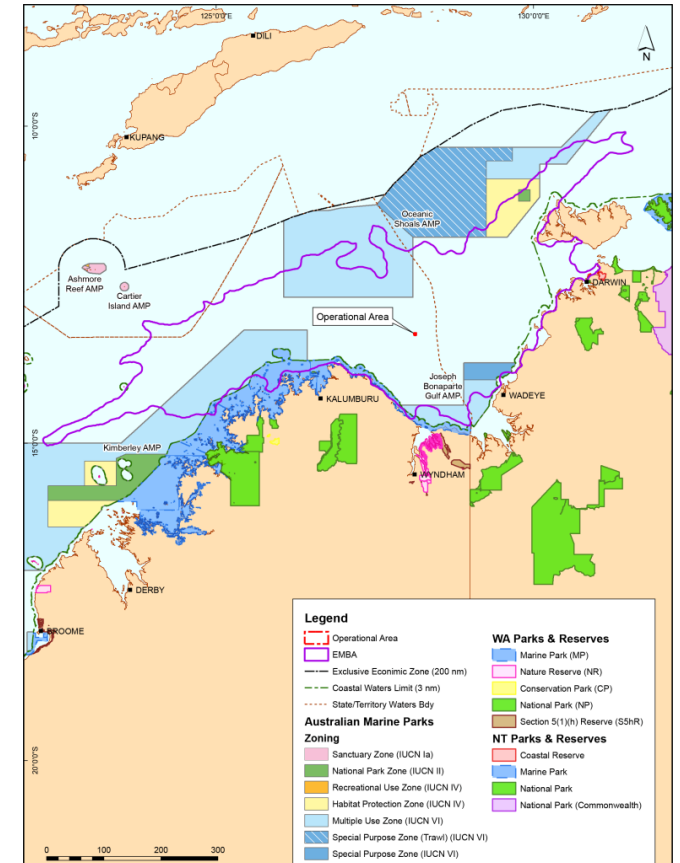 125°0'0"E
130°0'0"E
DILI
N
10°0'0"S
KUPANG
Oceanic
Shoals AMP
Ashmore
Reef AMP
Cartier
Island AMP
DARWIN
Operational Area
Joseph
Bonaparte
Gulf AMP
WADEYE
KALUMBURU
15°0'0"S
Kimberley AMP
WYNDHAM
DERBY
BROOME
20°0'0"S
Legend
Operational Area
EMBA
Exclusive Econimic Zone (200 nm)
Coastal Waters Limit (3 nm)
State/Territory Waters Bdy
Australian Marine Parks
Zoning
Sanctuary Zone (IUCN Ia)
National Park Zone (IUCN II)
Recreational Use Zone (IUCN IV)
Habitat Protection Zone (IUCN IV)
Multiple Use Zone (IUCN VI)
Special Purpose Zone (Trawl) (IUCN VI)
Special Purpose Zone (IUCN VI)
WA Parks & Reserves
Marine Park (MP)
Nature Reserve (NR)
Conservation Park (CP)
National Park (NP)
Section 5(1)(h) Reserve (S5hR)
NT Parks & Reserves
Coastal Reserve
Marine Park
National Park
National Park (Commonwealth)
0 50 100 200 300